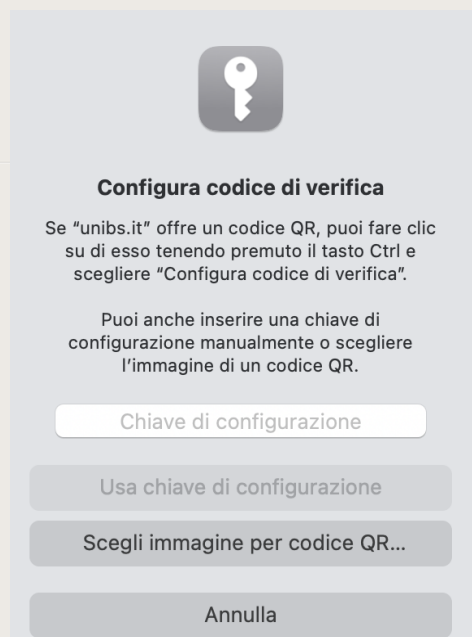 Configura codice di verifica
Se “unibs.it” offre un codice QR, puoi fare clic
su di esso tenendo premuto il tasto Ctrl e
scegliere “Configura codice di verifica”.
Puoi anche inserire una chiave di
configurazione manualmente o scegliere
l’immagine di un codice QR.
Chiave di configurazione
Usa chiave di configurazione
Scegli immagine per codice QR...
Annulla